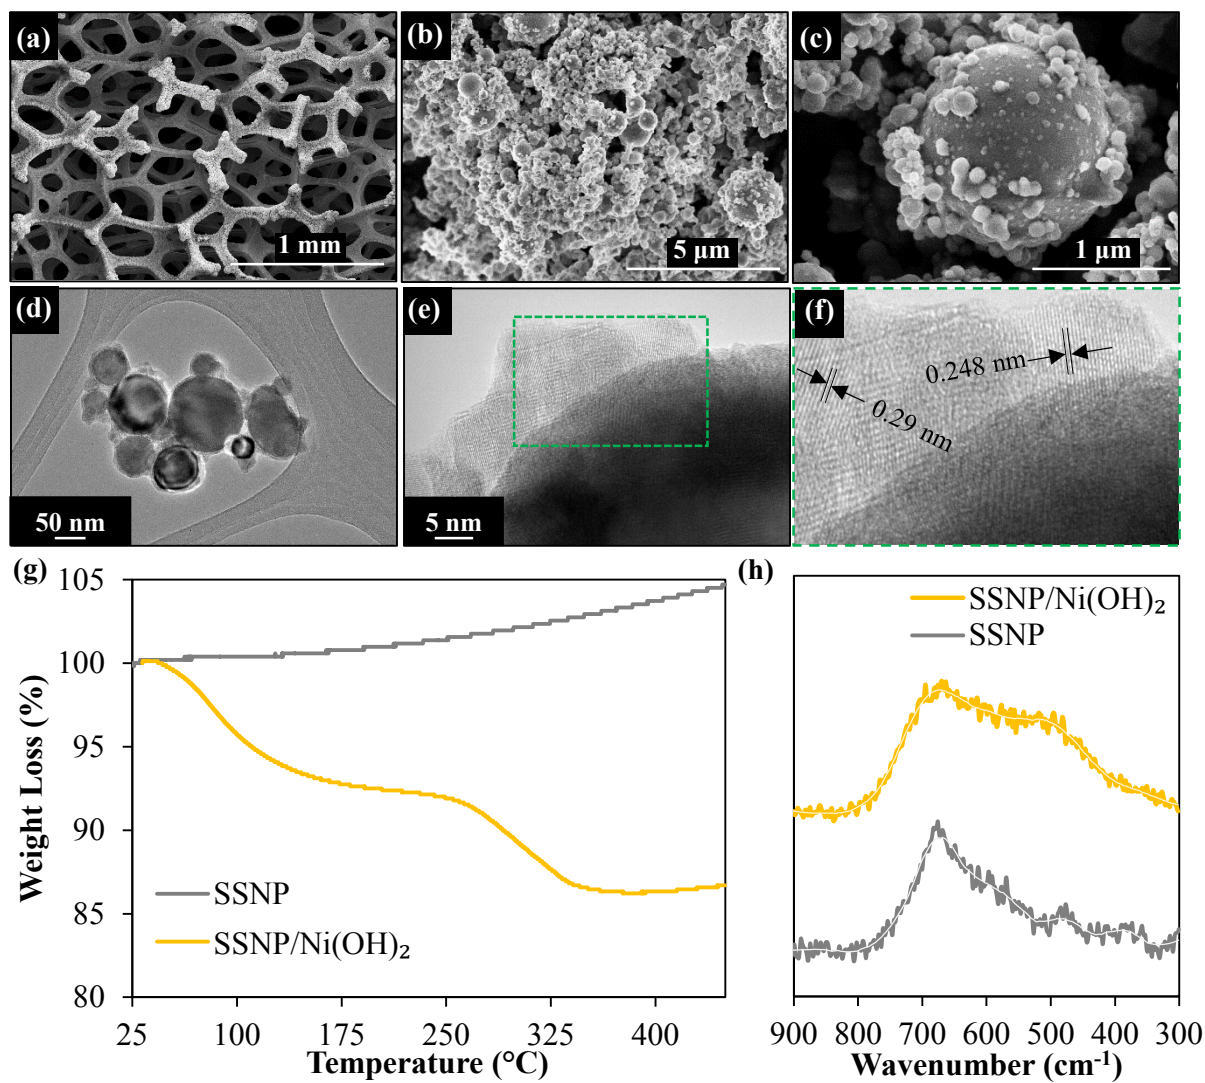 (a)
1 mm
(b)
5 μm
(c)
1 μm
(d)
50 nm
(e)
5 nm
(f)
0.248 nm
0.29 nm
(g)
105
100
95
90
85
80
Weight Loss (%)
SSNP
SSNP/Ni(OH)₂
25
100
175
250
325
400
Temperature (°C)
(h)
SSNP/Ni(OH)₂
SSNP
900
800
700
600
500
400
300
Wavenumber (cm⁻¹)